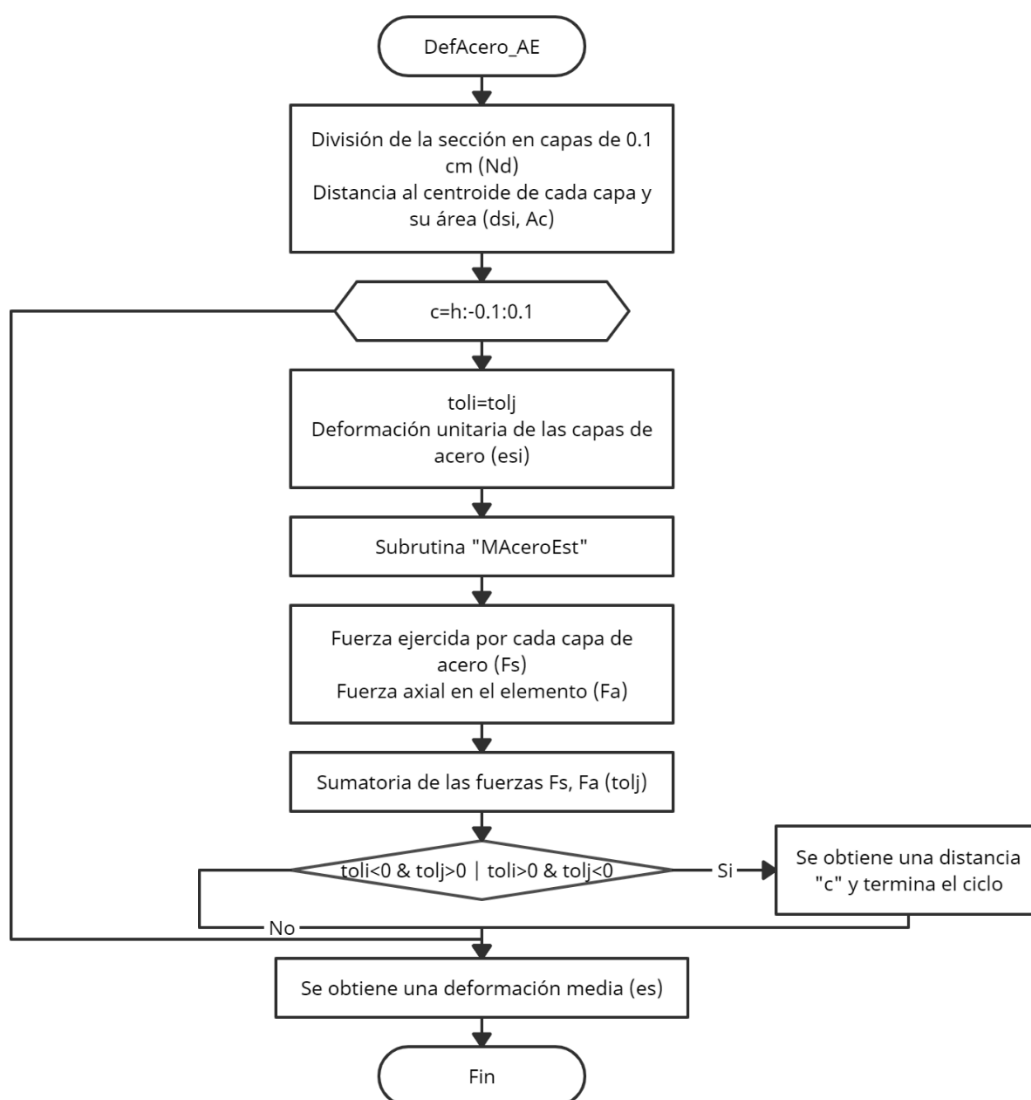 DefAcero_AE
División de la sección en capas de 0.1
cm (Nd)
Distancia al centroide de cada capa y
su área (dsi, Ac)
c=h:-0.1:0.1
toli=tolj
Deformación unitaria de las capas de
acero (esi)
Subrutina "MAceroEst"
Fuerza ejercida por cada capa de
acero (Fs)
Fuerza axial en el elemento (Fa)
Sumatoria de las fuerzas Fs, Fa (tolj)
toli<0 & tolj>0 | toli>0 & tolj<0
Si
Se obtiene una distancia
"c" y termina el ciclo
No
Se obtiene una deformación media (es)
Fin